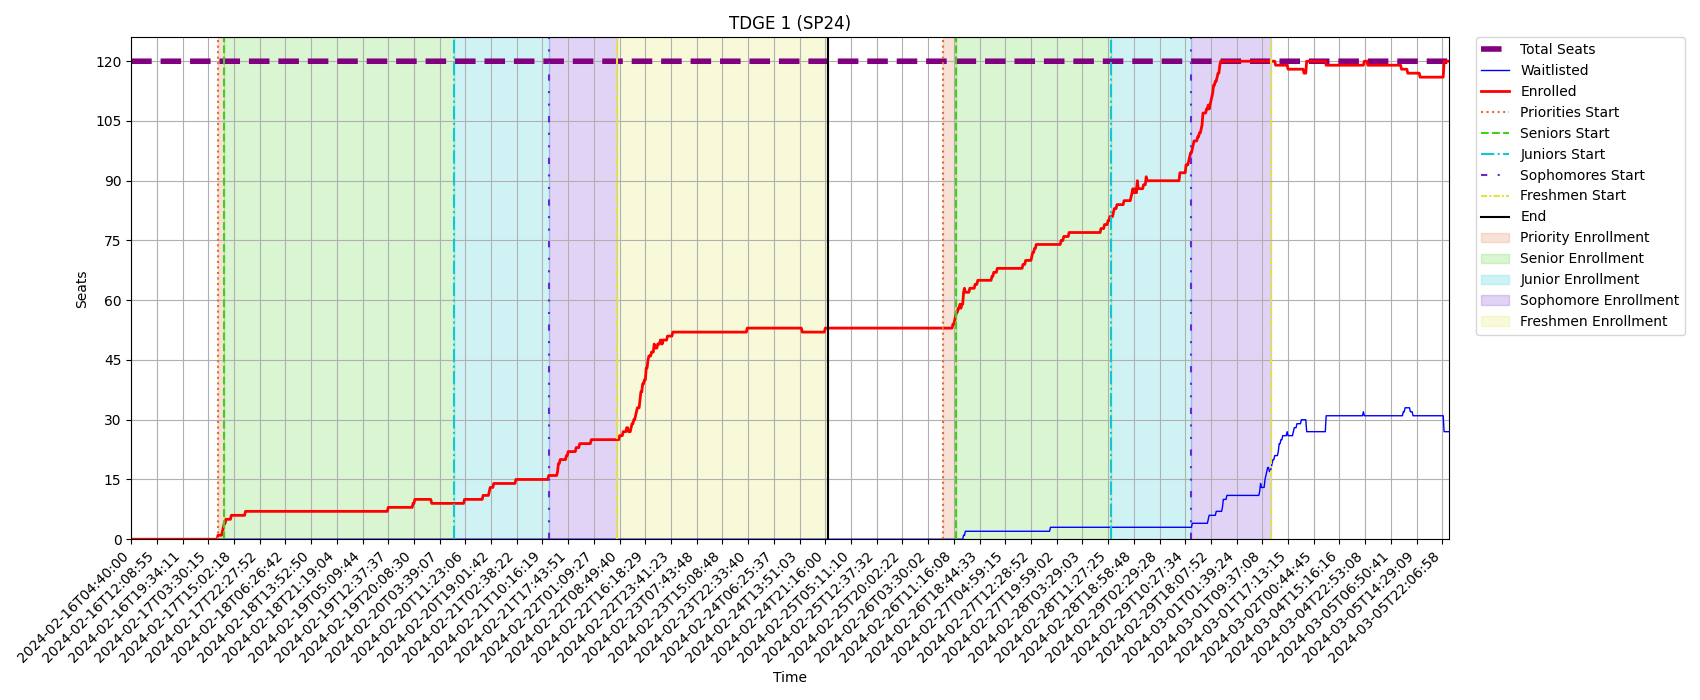 TDGE 1 (SP24)
Seats
120
105
90
75
60
45
30
15
0
2024-02-16T04:40:00
2024-02-16T12:08:55
2024-02-16T19:34:11
2024-02-17T03:30:15
2024-02-17T15:02:18
2024-02-17T22:27:52
2024-02-18T06:26:42
2024-02-18T13:52:50
2024-02-18T21:19:04
2024-02-19T05:09:44
2024-02-19T12:37:37
2024-02-19T20:08:30
2024-02-20T03:39:07
2024-02-20T11:23:06
2024-02-20T19:01:42
2024-02-21T02:38:22
2024-02-21T10:16:19
2024-02-21T17:43:51
2024-02-22T01:09:27
2024-02-22T08:49:40
2024-02-22T16:18:29
2024-02-22T23:41:23
2024-02-23T07:43:48
2024-02-23T15:08:49
2024-02-23T22:33:40
2024-02-24T06:25:37
2024-02-24T13:51:03
2024-02-24T21:16:00
2024-02-25T05:11:10
2024-02-25T12:37:32
2024-02-25T20:02:22
2024-02-26T03:30:02
2024-02-26T11:16:08
2024-02-26T18:44:33
2024-02-27T04:59:15
2024-02-27T12:28:52
2024-02-27T19:59:02
2024-02-28T03:29:03
2024-02-28T11:27:25
2024-02-28T18:58:48
2024-02-29T02:29:28
2024-02-29T10:27:34
2024-02-29T18:07:52
2024-03-01T01:39:24
2024-03-01T09:37:08
2024-03-01T17:13:15
2024-03-02T00:44:45
2024-03-04T15:16:16
2024-03-04T22:53:08
2024-03-05T06:50:41
2024-03-05T14:29:09
2024-03-05T22:06:58
Time
Total Seats
Waitlisted
Enrolled
Priorities Start
Seniors Start
Juniors Start
Sophomores Start
Freshmen Start
End
Priority Enrollment
Senior Enrollment
Junior Enrollment
Sophomore Enrollment
Freshmen Enrollment